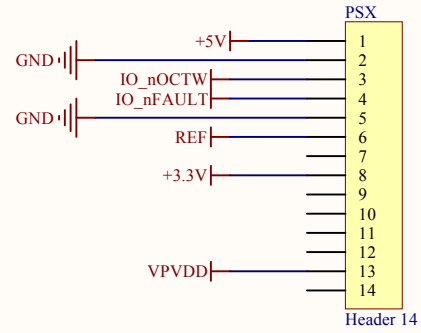 PSX
+5V 1
GND 2
IO_nOCTW 3
IO_nFAULT 4
GND 5
REF 6
7
+3.3V 8
9
10
11
12
VPVDD 13
14
Header 14